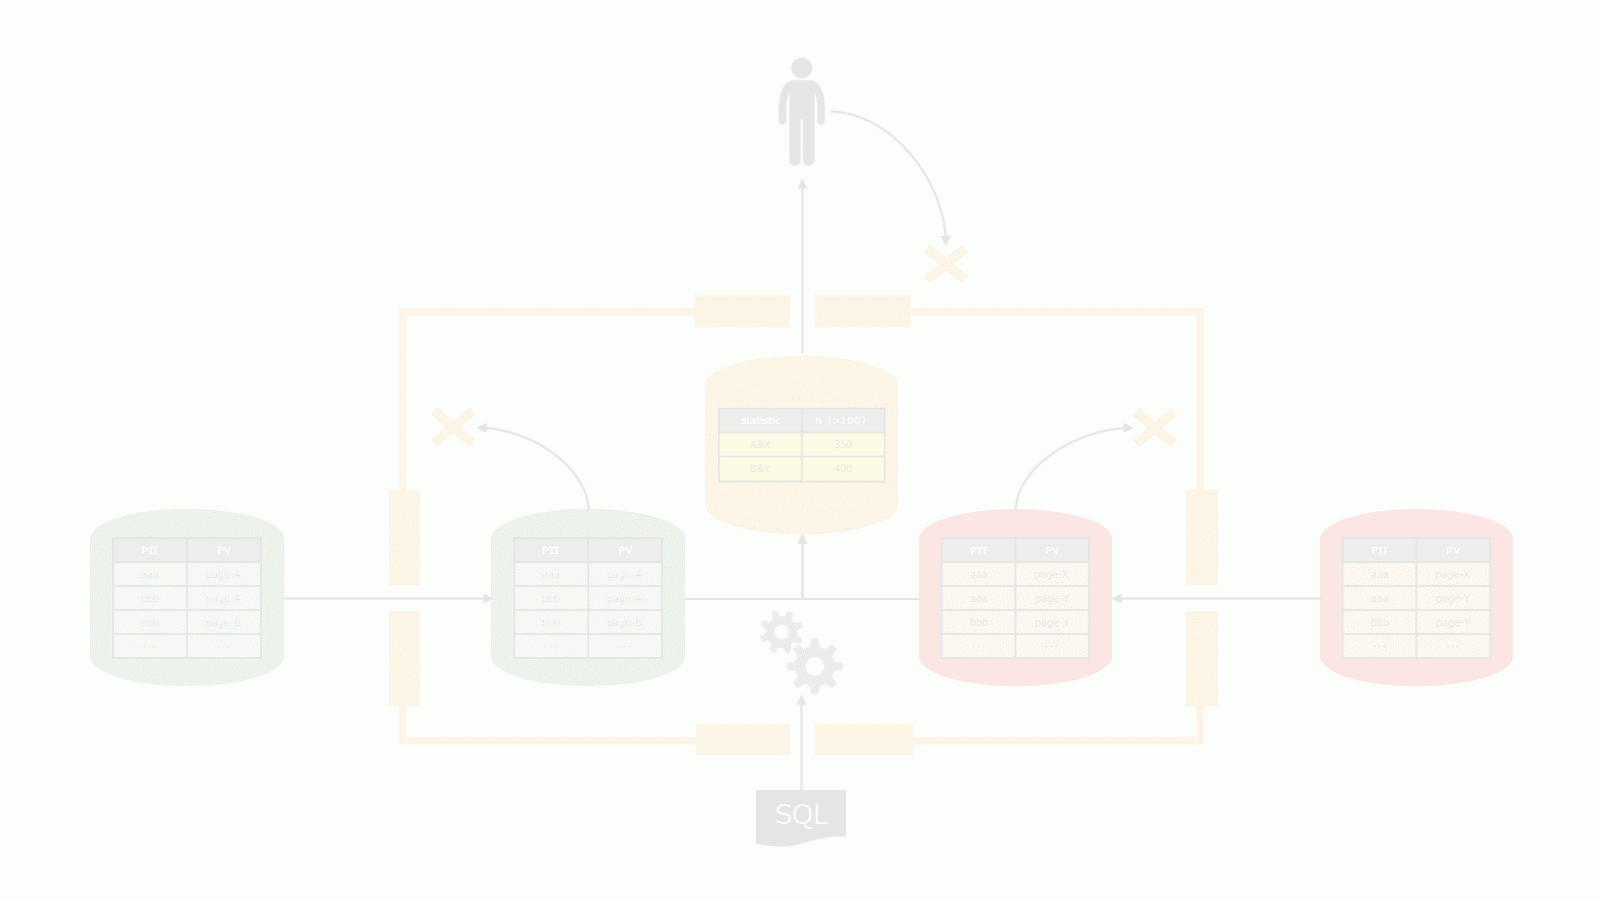 statistic n (>100)
A&X 350
B&Y 400
PII PV
aaa page-A
bbb page-A
bbb page-B
... ...
PII PV
aaa page-A
bbb page-A
bbb page-B
... ...
PII PV
aaa page-X
aaa page-Y
bbb page-Y
... ...
PII PV
aaa page-X
aaa page-Y
bbb page-Y
... ...
SQL